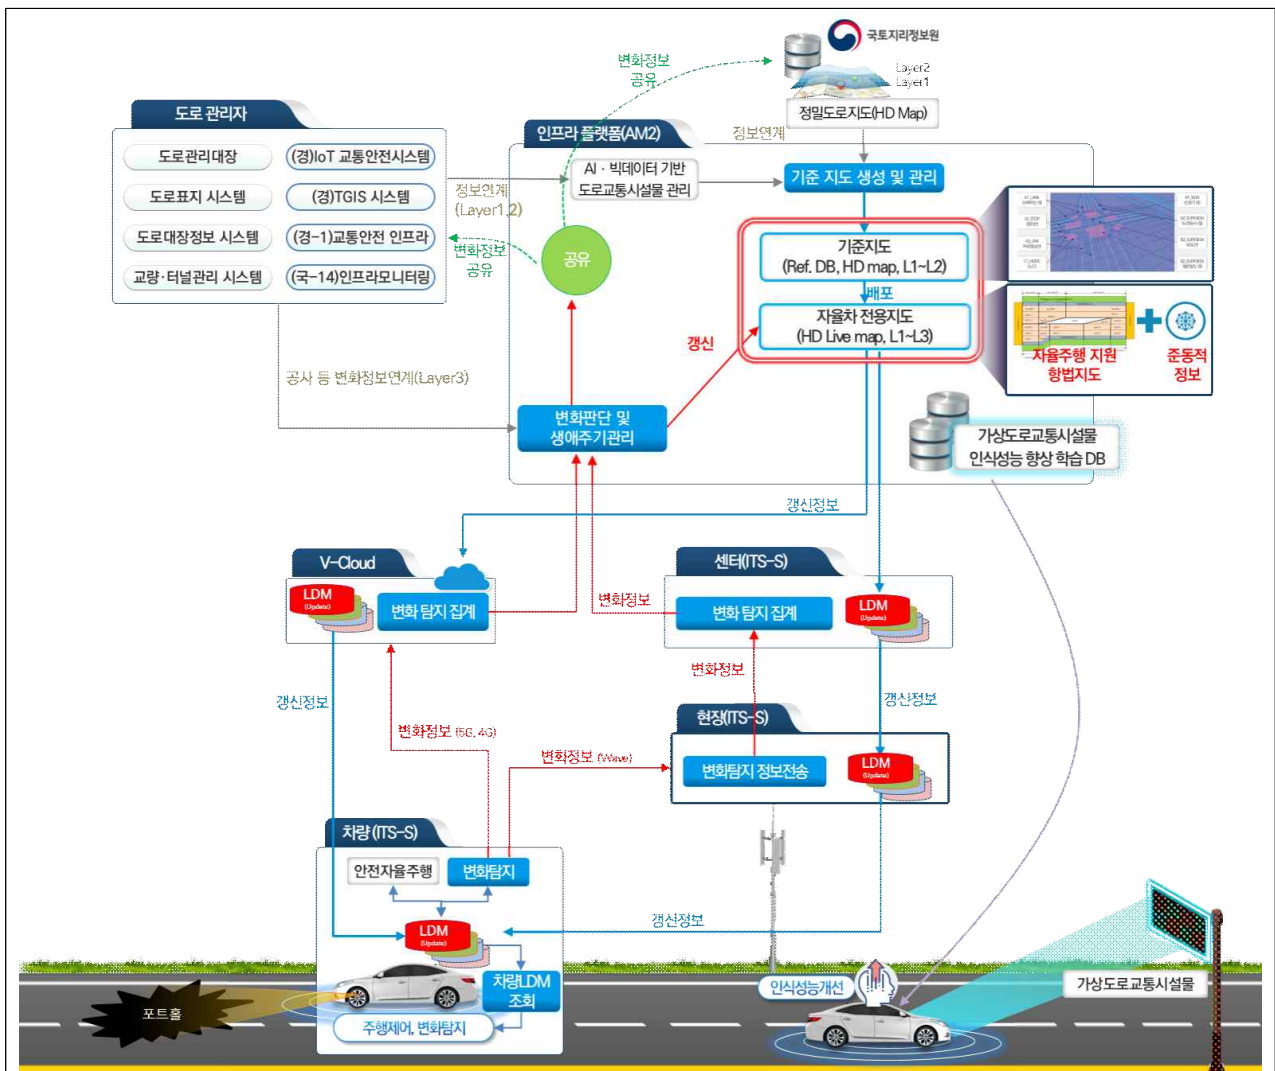 국토지리정보원
변화정보
공유
Layer2
Layer1
정밀도로지도(HD Map)
도로 관리자
인프라 플랫폼(AM2)
정보연계
도로관리대장
(경)IoT 교통안전시스템
도로표지 시스템
(경)TGIS 시스템
도로대장정보 시스템
(경-1)교통안전 인프라
교량·터널관리 시스템
(국-14)인프라모니터링
정보연계
(Layer1,2)
AI · 빅데이터 기반
도로교통시설물 관리
기준 지도 생성 및 관리
변화정보
공유
공유
기준지도
(Ref. DB, HD map, L1~L2)
배포
자율차 전용지도
(HD Live map, L1~L3)
갱신
자율주행 지원
항법지도
준동적
정보
공사 등 변화정보연계(Layer3)
변화판단 및
생애주기관리
가상도로교통시설물
인식성능 향상 학습 DB
갱신정보
V-Cloud
LDM
(Update)
변화 탐지 집계
변화정보
센터(ITS-S)
변화 탐지 집계
LDM
(Update)
갱신정보
변화정보 (5G, 4G)
변화정보
갱신정보
변화정보 (Wave)
현장(ITS-S)
변화탐지 정보전송
LDM
(Update)
차량(ITS-S)
안전자율주행
변화탐지
LDM
(Update)
갱신정보
차량LDM
조회
주행제어, 변화탐지
포트홀
인식성능개선
가상도로교통시설물